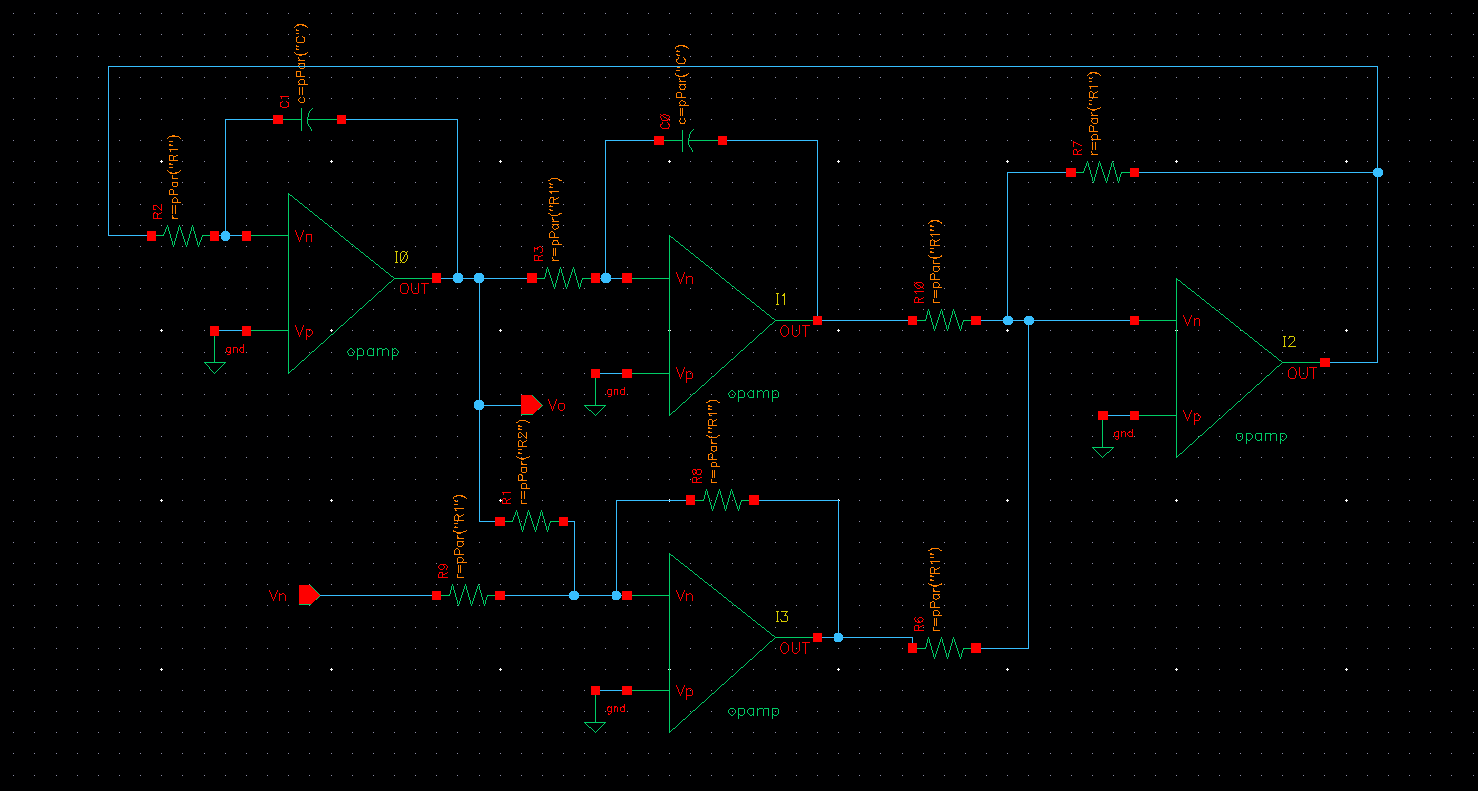 C1
c=pPar("C")
C0
c=pPar("C")
R7
r=pPar("R1")
R2
r=pPar("R1")
R3
r=pPar("R1")
R10
r=pPar("R1")
Vn
I0
OUT
Vp
gnd
opamp
Vn
I1
OUT
Vp
gnd
opamp
Vn
I2
OUT
Vp
gnd
opamp
Vo
R1
r=pPar("R2")
R8
r=pPar("R1")
Vn
R9
r=pPar("R1")
Vn
I3
OUT
Vp
gnd
opamp
R6
r=pPar("R1")